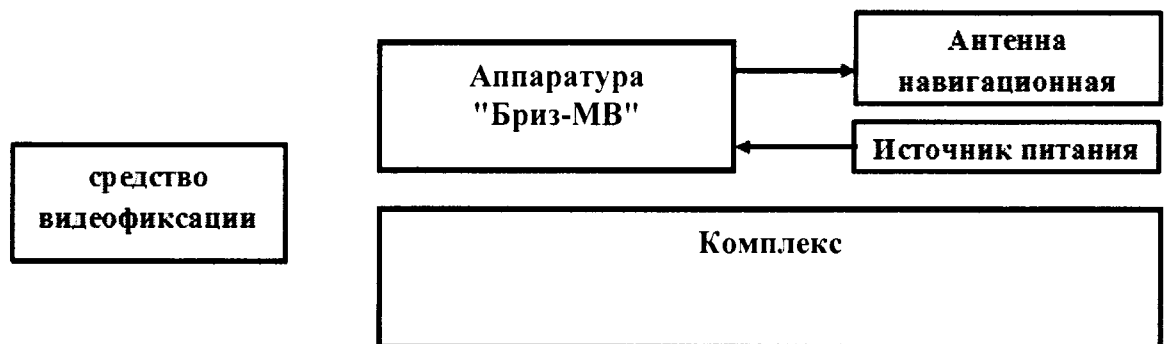 Аппаратура
"Бриз-МВ"
Антенна
навигационная
Источник питания
средство
видеофиксации
Комплекс